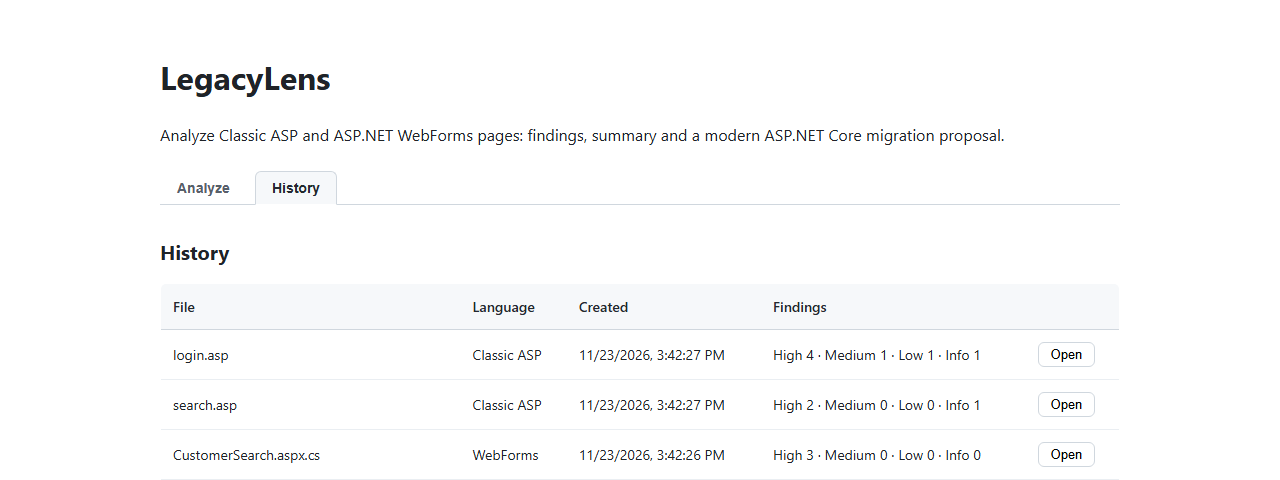 LegacyLens
Analyze Classic ASP and ASP.NET WebForms pages: findings, summary and a modern ASP.NET Core migration proposal.
Analyze History
History
File Language Created Findings
login.asp Classic ASP 11/23/2026, 3:42:27 PM High 4 · Medium 1 · Low 1 · Info 1 Open
search.asp Classic ASP 11/23/2026, 3:42:27 PM High 2 · Medium 0 · Low 0 · Info 1 Open
CustomerSearch.aspx.cs WebForms 11/23/2026, 3:42:26 PM High 3 · Medium 0 · Low 0 · Info 0 Open